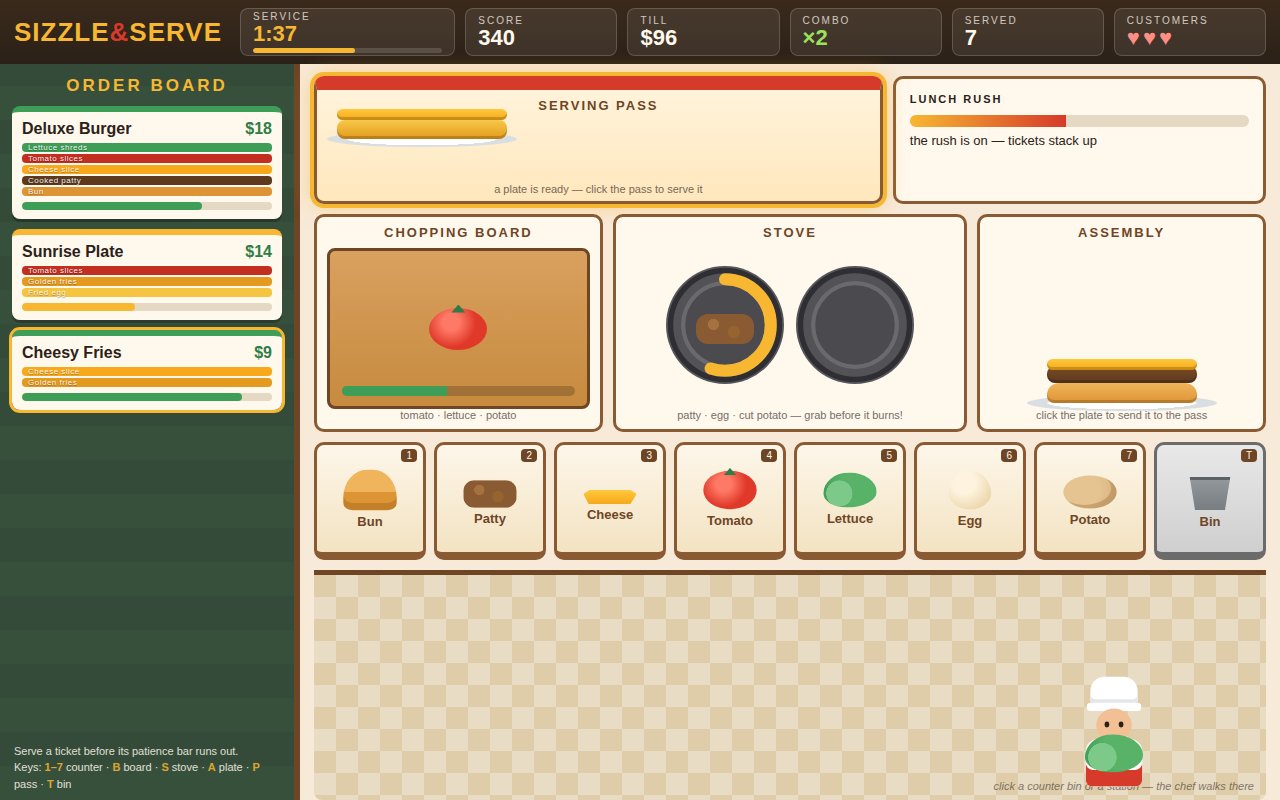 SIZZLE&SERVE
SERVICE
1:37
SCORE
340
TILL
$96
COMBO
×2
SERVED
7
CUSTOMERS
ORDER BOARD
Deluxe Burger $18
Lettuce shreds
Tomato slices
Cheese slice
Cooked patty
Bun
Sunrise Plate $14
Tomato slices
Golden fries
Fried egg
Cheesy Fries $9
Cheese slice
Golden fries
Serve a ticket before its patience bar runs out.
Keys: 1–7 counter · B board · S stove · A plate · P
pass · T bin
SERVING PASS
a plate is ready — click the pass to serve it
LUNCH RUSH
the rush is on — tickets stack up
CHOPPING BOARD
tomato · lettuce · potato
STOVE
patty · egg · cut potato — grab before it burns!
ASSEMBLY
click the plate to send it to the pass
1
Bun
2
Patty
3
Cheese
4
Tomato
5
Lettuce
6
Egg
7
Potato
T
Bin
click a counter bin or a station — the chef walks there